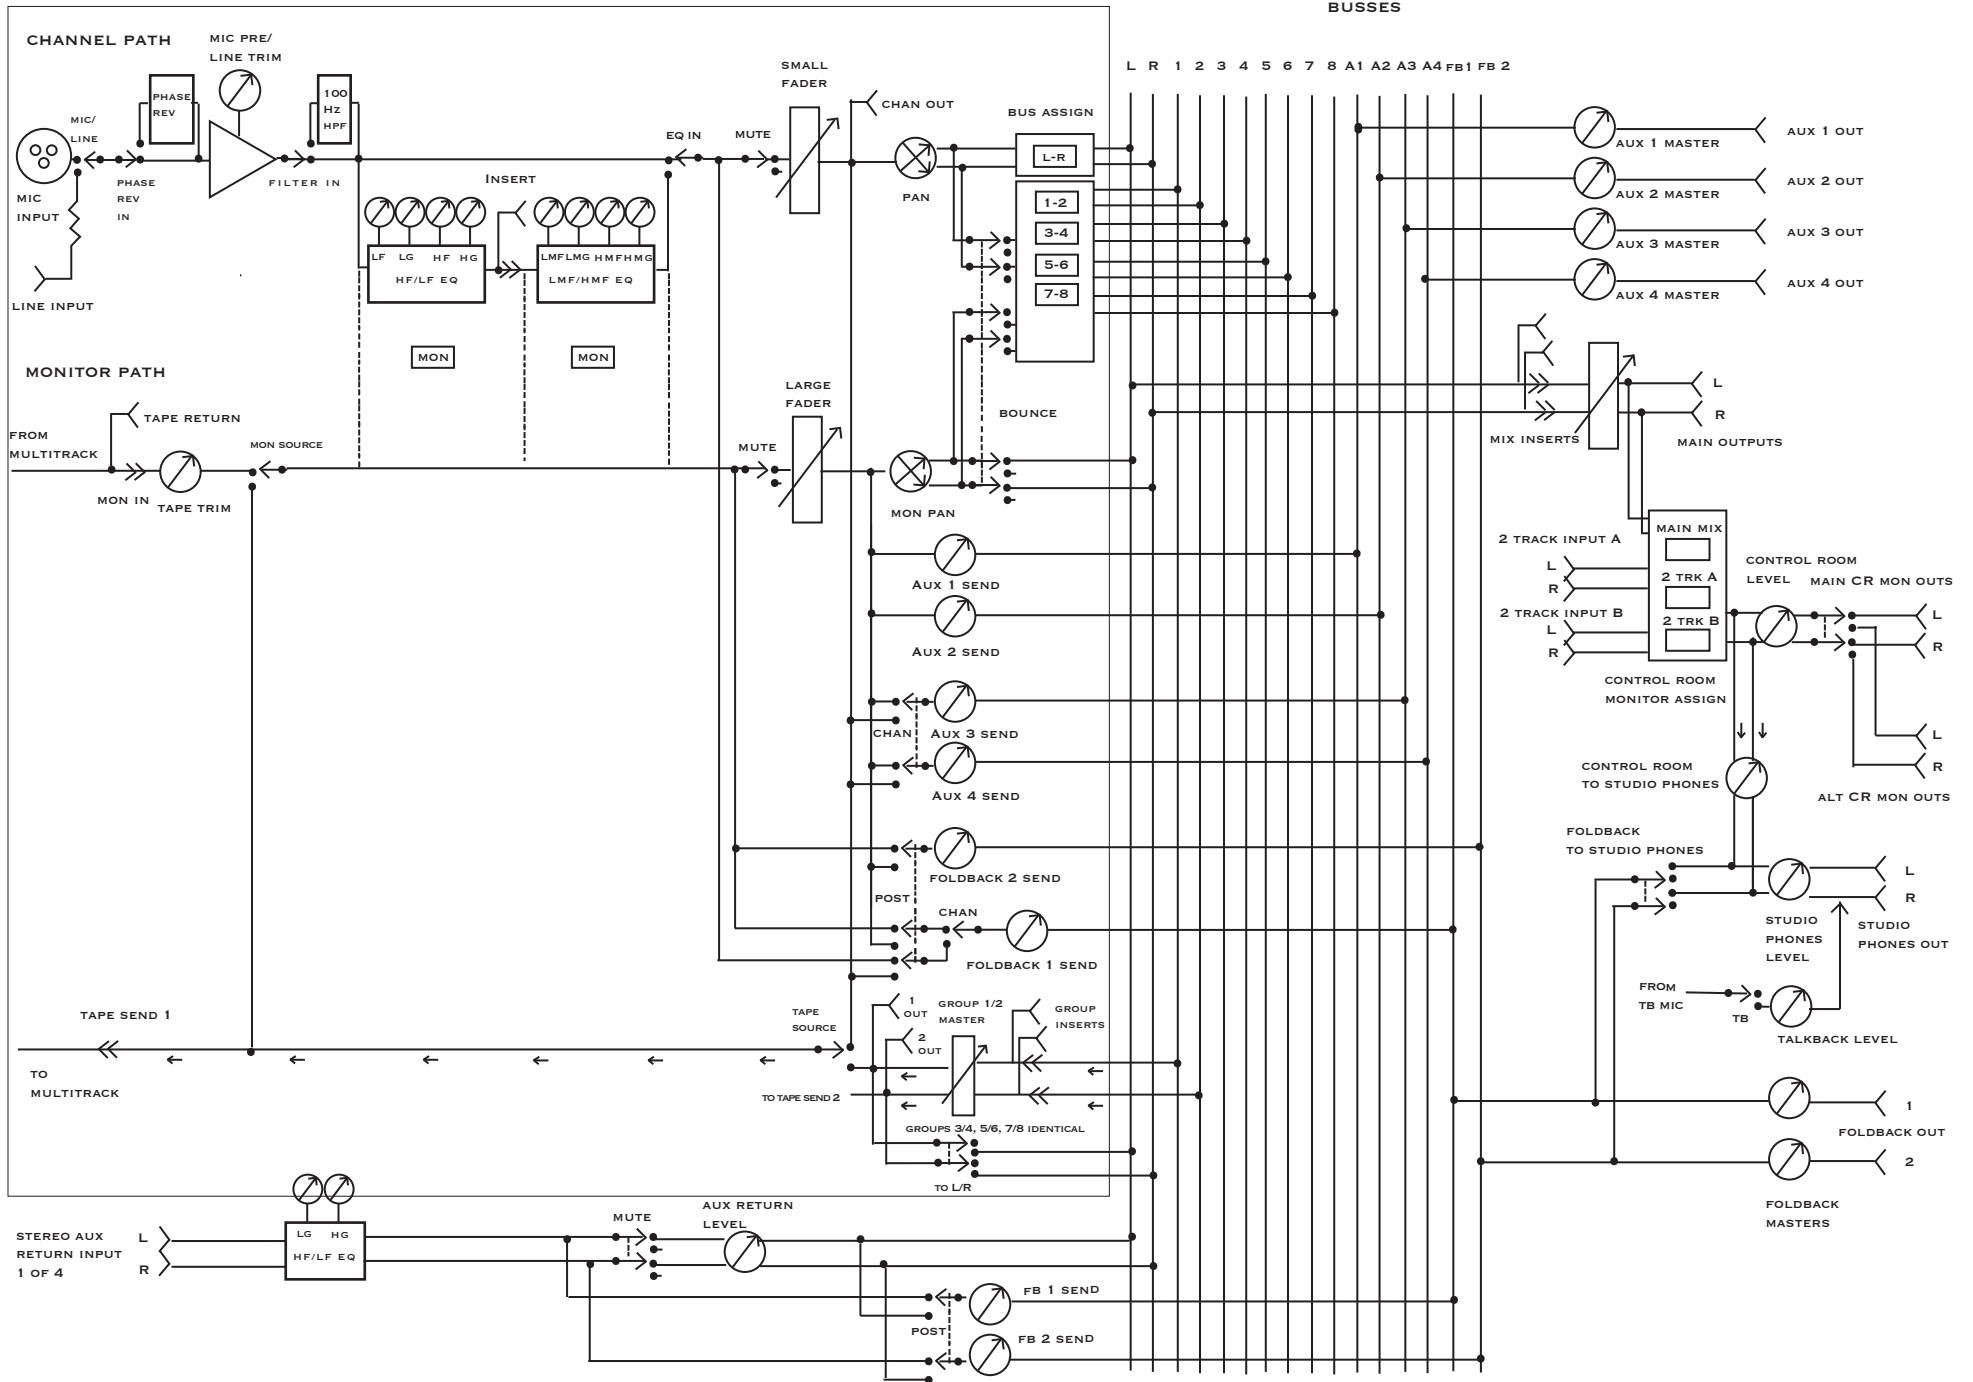 BUSSES
CHANNEL PATH
MIC PRE/
LINE TRIM
PHASE
REV
100
Hz
HPF
MIC/
LINE
MIC
INPUT
PHASE
REV
IN
FILTER IN
LINE INPUT
INSERT
EQ IN
MUTE
SMALL
FADER
CHAN OUT
PAN
BUS ASSIGN
L-R
1-2
3-4
5-6
7-8
L R 1 2 3 4 5 6 7 8 A1 A2 A3 A4 FB1 FB 2
LF LG HF HG
HF/LF EQ
LMF LMG HMF HMG
LMF/HMF EQ
MON
MON
AUX 1 MASTER
AUX 1 OUT
AUX 2 MASTER
AUX 2 OUT
AUX 3 MASTER
AUX 3 OUT
AUX 4 MASTER
AUX 4 OUT
MONITOR PATH
TAPE RETURN
FROM
MULTITRACK
MON IN
TAPE TRIM
MON SOURCE
MUTE
LARGE
FADER
BOUNCE
MON PAN
MIX INSERTS
L
R
MAIN OUTPUTS
AUX 1 SEND
AUX 2 SEND
CHAN
AUX 3 SEND
AUX 4 SEND
FOLDBACK 2 SEND
POST
CHAN
FOLDBACK 1 SEND
2 TRACK INPUT A
L
R
2 TRACK INPUT B
L
R
MAIN MIX
2 TRK A
2 TRK B
CONTROL ROOM
MONITOR ASSIGN
CONTROL ROOM
LEVEL
MAIN CR MON OUTS
L
R
L
R
ALT CR MON OUTS
CONTROL ROOM
TO STUDIO PHONES
FOLDBACK
TO STUDIO PHONES
L
R
STUDIO
PHONES
LEVEL
STUDIO
PHONES OUT
FROM
TB MIC
TB
TALKBACK LEVEL
TAPE SEND 1
TO
MULTITRACK
TAPE
SOURCE
1
OUT
2
OUT
GROUP 1/2
MASTER
GROUP
INSERTS
TO TAPE SEND 2
GROUPS 3/4, 5/6, 7/8 IDENTICAL
TO L/R
1
FOLDBACK OUT
2
FOLDBACK
MASTERS
STEREO AUX
RETURN INPUT
1 OF 4
L
R
LG HG
HF/LF EQ
MUTE
AUX RETURN
LEVEL
FB 1 SEND
POST
FB 2 SEND